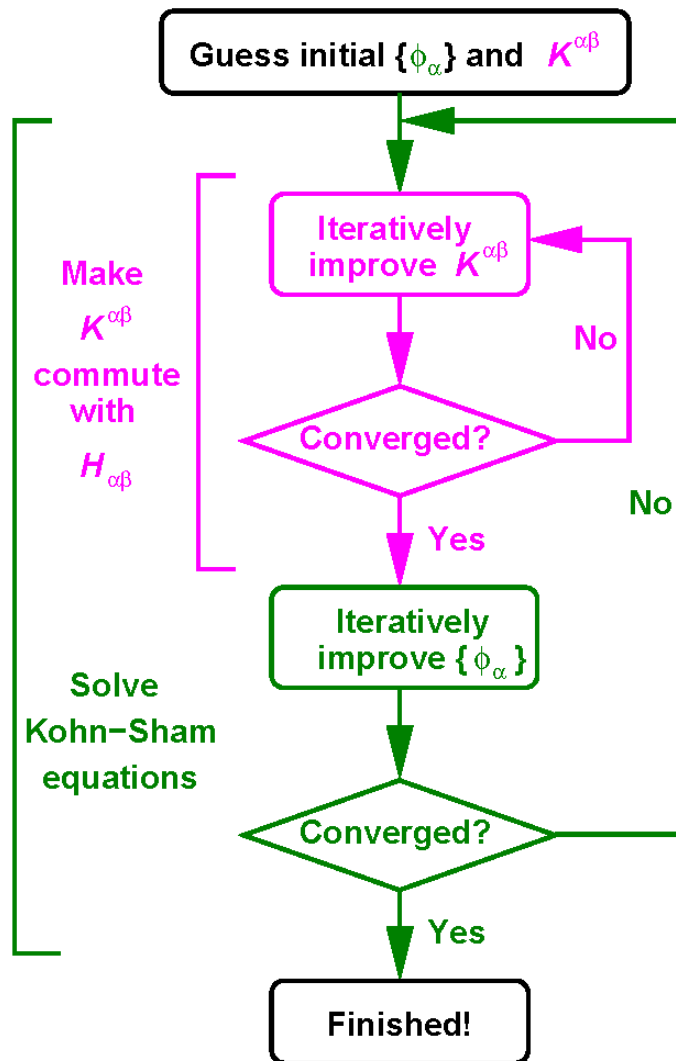 Guess initial {ϕα} and Kαβ
Iteratively
improve Kαβ
Make
Kαβ
commute
with
Hαβ
No
Converged?
No
Yes
Iteratively
improve {ϕα}
Solve
Kohn−Sham
equations
Converged?
Yes
Finished!